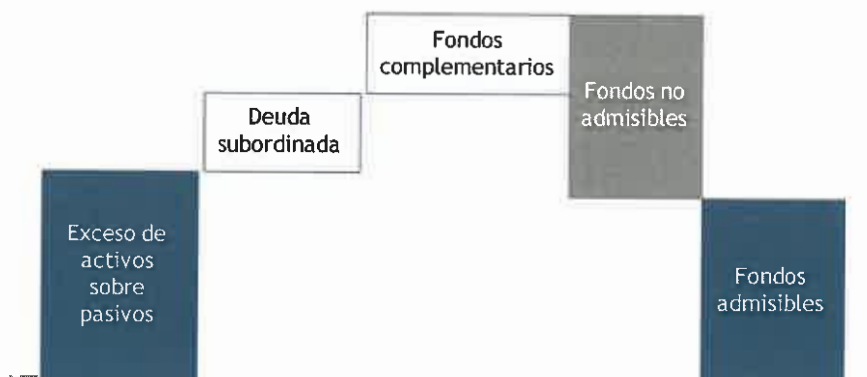 Fondos
complementarios
Fondos no
admisibles
Deuda
subordinada
Exceso de
activos
sobre
pasivos
Fondos
admisibles